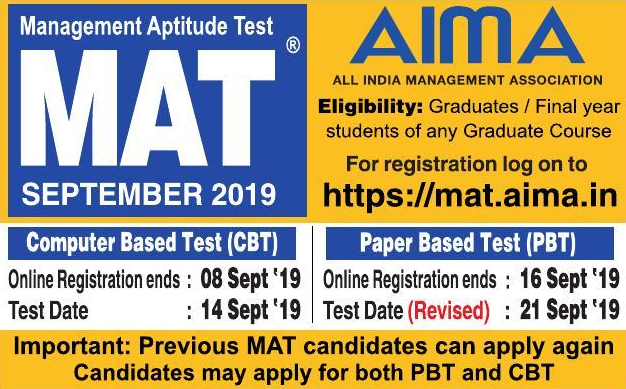 Management Aptitude Test
MAT®
SEPTEMBER 2019
AIMA
ALL INDIA MANAGEMENT ASSOCIATION
Eligibility: Graduates / Final year
students of any Graduate Course
For registration log on to
https://mat.aima.in
Computer Based Test (CBT)
Online Registration ends : 08 Sept '19
Test Date : 14 Sept '19
Paper Based Test (PBT)
Online Registration ends : 16 Sept '19
Test Date (Revised) : 21 Sept '19
Important: Previous MAT candidates can apply again
Candidates may apply for both PBT and CBT